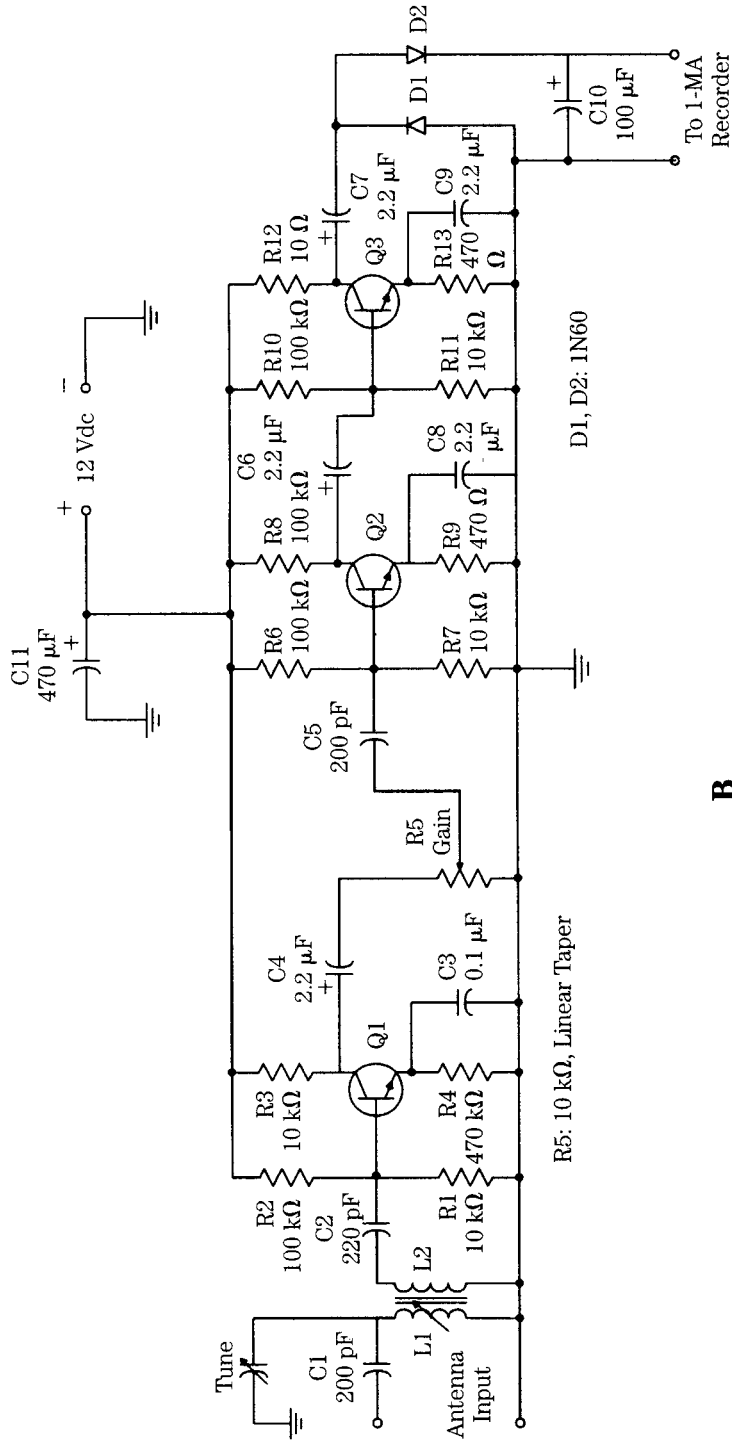 C11
470 µF
+
+
12 Vdc
−
Tune
C1
200 pF
Antenna
Input
L1
L2
C2
220 pF
R2
100 kΩ
R3
10 kΩ
R1
10 kΩ
R4
470 kΩ
Q1
C3
0.1 µF
C4
2.2 µF
+
R5
Gain
C5
200 pF
R6
100 kΩ
R7
10 kΩ
R8
100 kΩ
Q2
R9
470 Ω
C8
2.2
µF
C6
2.2 µF
+
R10
100 kΩ
R11
10 kΩ
R12
10 Ω
Q3
R13
470
Ω
C9
2.2 µF
C7
2.2 µF
+
D1
D2
+
C10
100 µF
To 1-MA
Recorder
R5: 10 kΩ, Linear Taper
D1, D2: 1N60
B